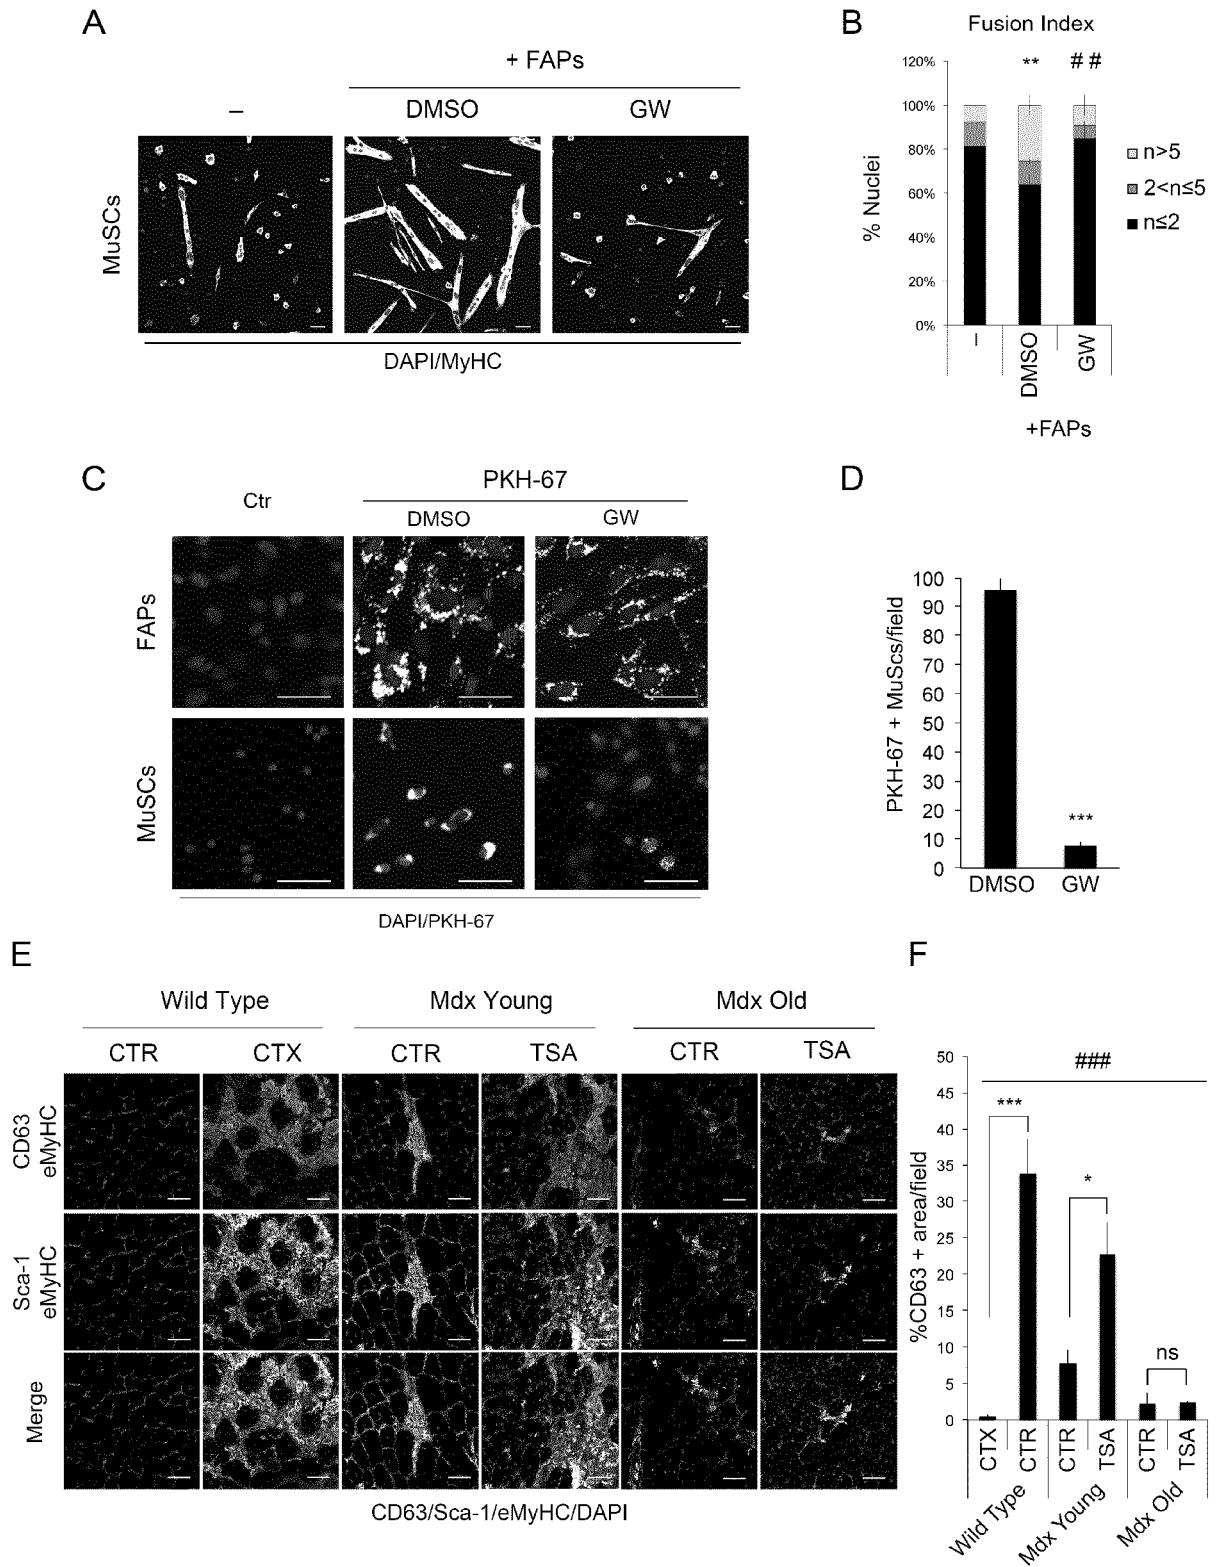 A
+ FAPs
– DMSO GW
MuSCs
DAPI/MyHC
B
Fusion Index
120%
100%
80%
60%
40%
20%
0%
% Nuclei
** # #
n>5
2<n≤5
n≤2
– DMSO GW
+FAPs
C
PKH-67
Ctr DMSO GW
FAPs
MuSCs
DAPI/PKH-67
D
100
90
80
70
60
50
40
30
20
10
0
PKH-67 + MuScs/field
***
DMSO GW
E
Wild Type Mdx Young Mdx Old
CTR CTX CTR TSA CTR TSA
CD63
eMyHC
Sca-1
eMyHC
Merge
CD63/Sca-1/eMyHC/DAPI
F
50
45
40
35
30
25
20
15
10
5
0
%CD63 + area/field
###
***
*
ns
CTX CTR CTR TSA CTR TSA
Wild Type Mdx Young Mdx Old